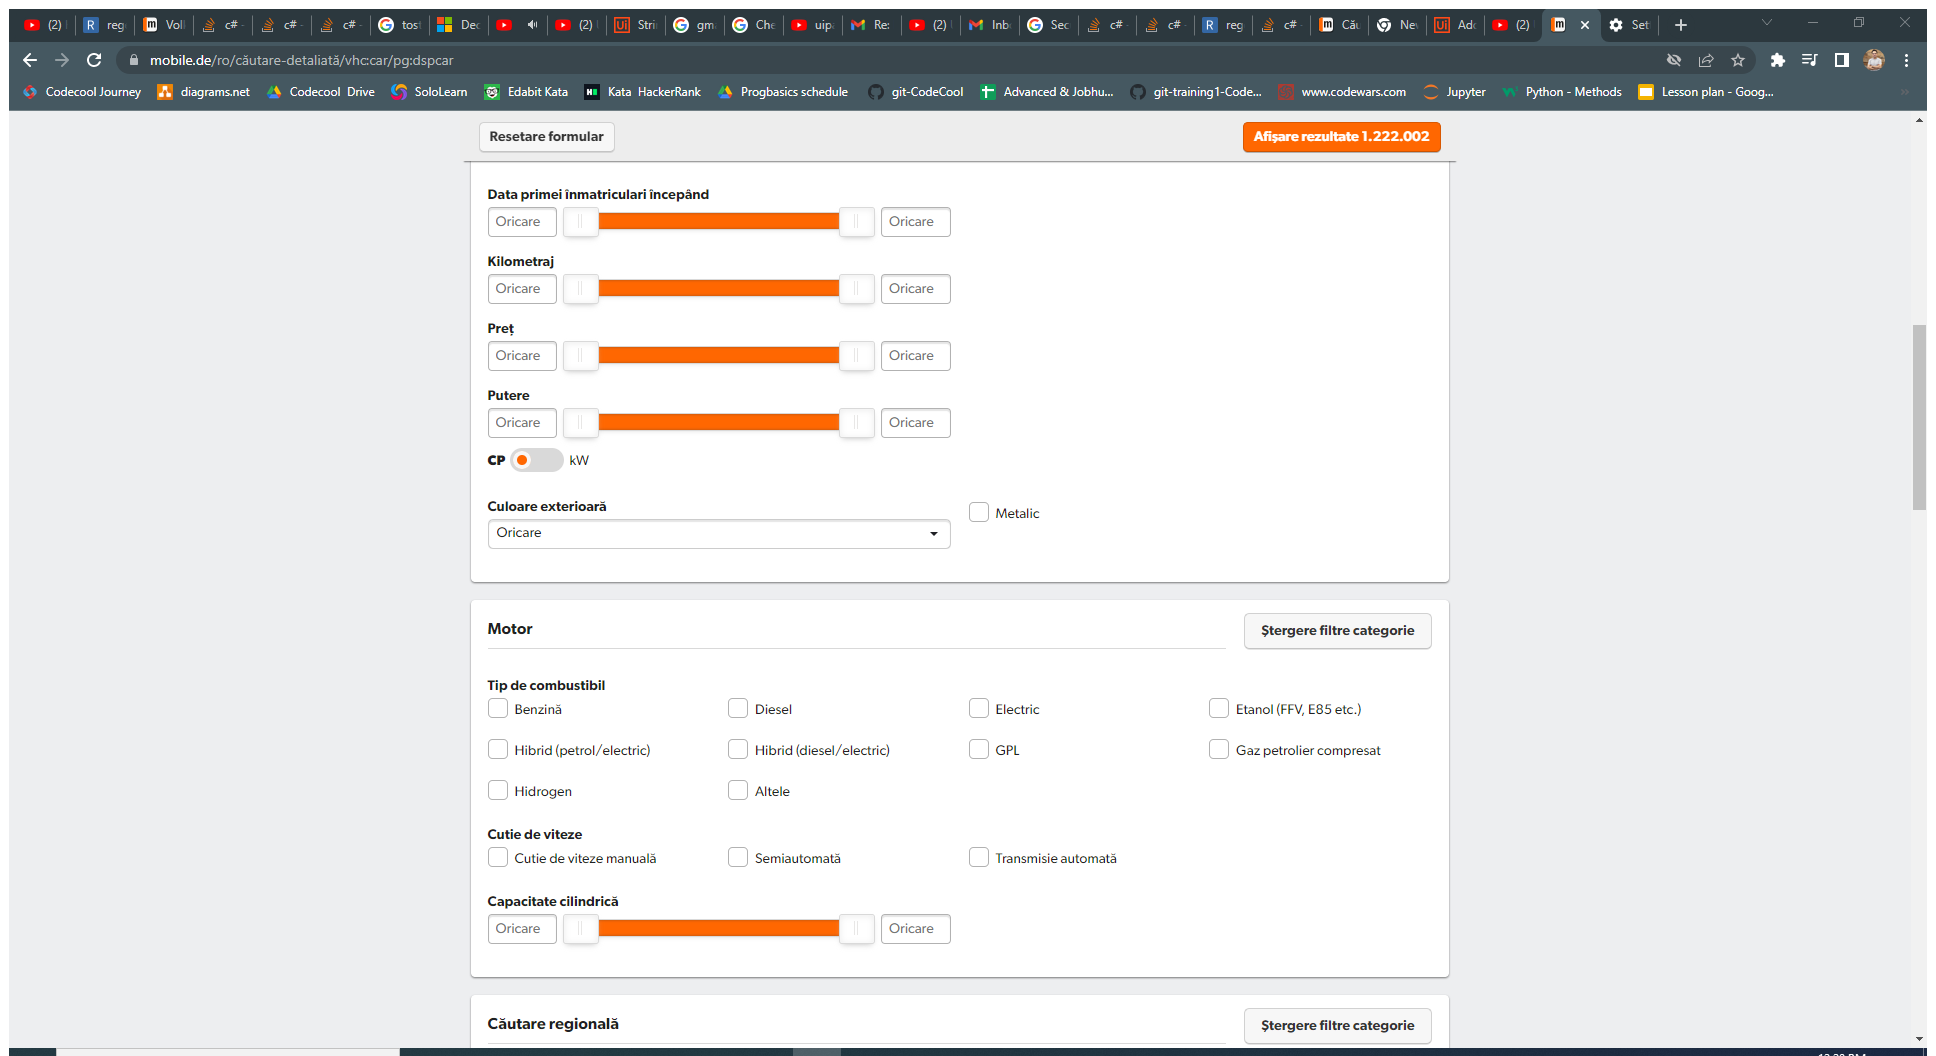 (2) reg Voll c# - c# - c# - tos Dec (2) Stri gm Che uip Re: (2) Inb Sec c# c# reg c# Cău Ne Add (2) Set
mobile.de/ro/căutare-detaliată/vhc:car/pg:dspcar
Codecool Journey diagrams.net Codecool Drive SoloLearn Edabit Kata Kata HackerRank Progbasics schedule git-CodeCool Advanced & Jobhu... git-training1-Code... www.codewars.com Jupyter Python - Methods Lesson plan - Goog...
Resetare formular Afișare rezultate 1.222.002
Data primei înmatriculari începând
Oricare Oricare
Kilometraj
Oricare Oricare
Preț
Oricare Oricare
Putere
Oricare Oricare
CP kW
Culoare exterioară
Oricare Metalic
Motor Ștergere filtre categorie
Tip de combustibil
Benzină Diesel Electric Etanol (FFV, E85 etc.)
Hibrid (petrol/electric) Hibrid (diesel/electric) GPL Gaz petrolier compresat
Hidrogen Altele
Cutie de viteze
Cutie de viteze manuală Semiautomată Transmisie automată
Capacitate cilindrică
Oricare Oricare
Căutare regională Ștergere filtre categorie